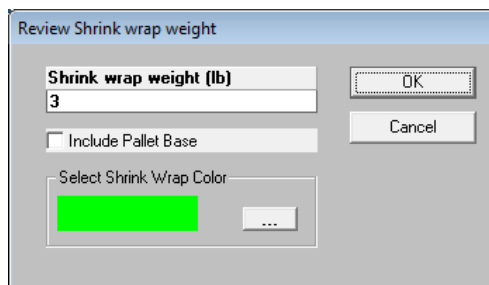 Review Shrink wrap weight
Shrink wrap weight (lb)
3
OK
Cancel
Include Pallet Base
Select Shrink Wrap Color
...